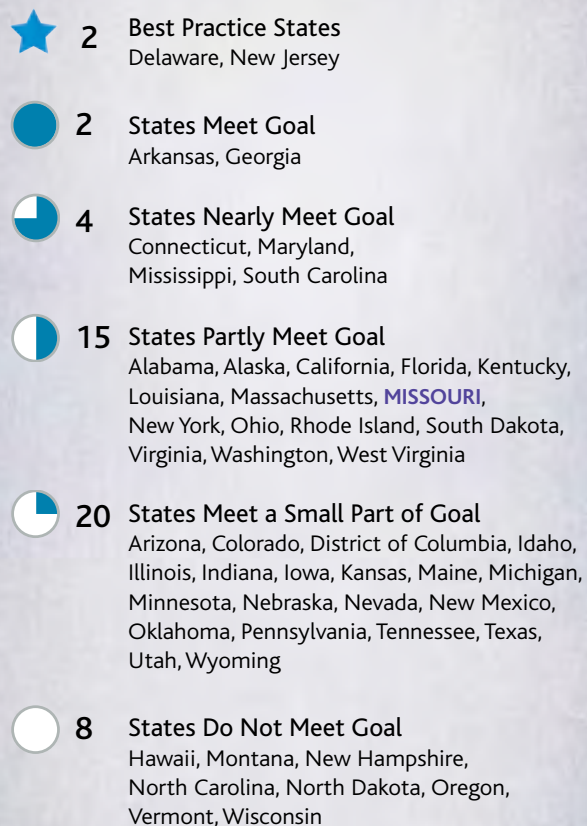 2 Best Practice States
Delaware, New Jersey
2 States Meet Goal
Arkansas, Georgia
4 States Nearly Meet Goal
Connecticut, Maryland,
Mississippi, South Carolina
15 States Partly Meet Goal
Alabama, Alaska, California, Florida, Kentucky,
Louisiana, Massachusetts, MISSOURI,
New York, Ohio, Rhode Island, South Dakota,
Virginia, Washington, West Virginia
20 States Meet a Small Part of Goal
Arizona, Colorado, District of Columbia, Idaho,
Illinois, Indiana, Iowa, Kansas, Maine, Michigan,
Minnesota, Nebraska, Nevada, New Mexico,
Oklahoma, Pennsylvania, Tennessee, Texas,
Utah, Wyoming
8 States Do Not Meet Goal
Hawaii, Montana, New Hampshire,
North Carolina, North Dakota, Oregon,
Vermont, Wisconsin